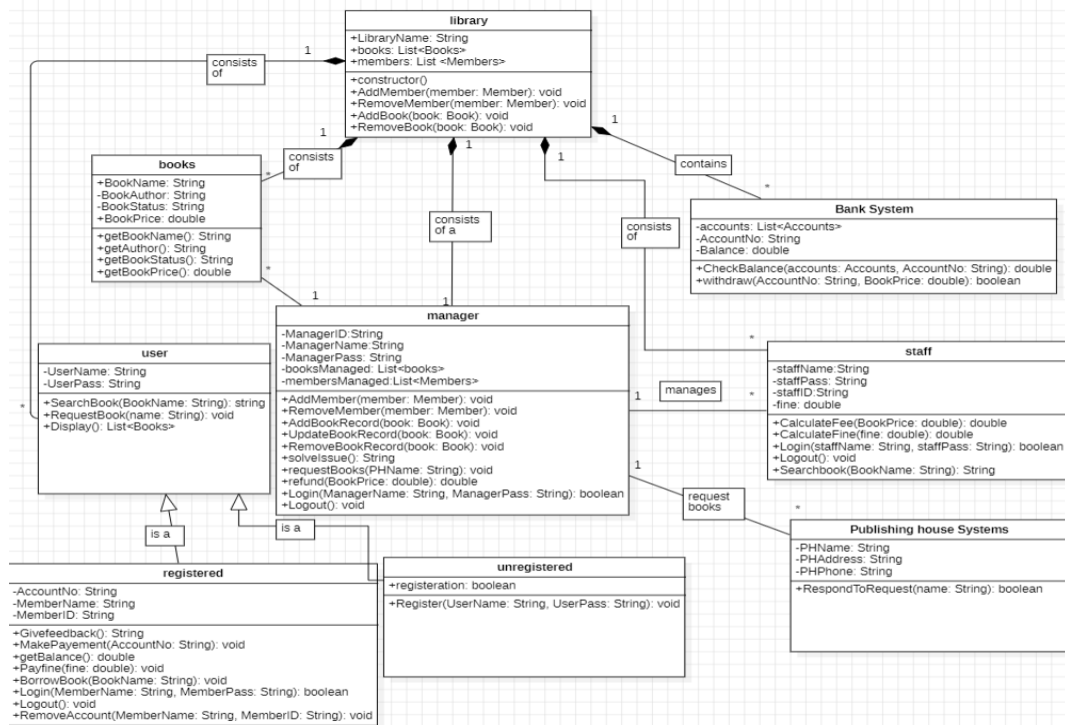 library
+LibraryName: String
+books: List<Books>
+members: List <Members>
+constructor()
+AddMember(member: Member): void
+RemoveMember(member: Member): void
+AddBook(book: Book): void
+RemoveBook(book: Book): void
1
consists
of
1
consists
of
*
1
consists
of a
1
1
consists
of
*
1
contains
*
books
+BookName: String
-BookAuthor: String
-BookStatus: String
+BookPrice: double
+getBookName(): String
+getAuthor(): String
+getBookStatus(): String
+getBookPrice(): double
*
1
Bank System
-accounts: List<Accounts>
-AccountNo: String
-Balance: double
+CheckBalance(accounts: Accounts, AccountNo: String): double
+withdraw(AccountNo: String, BookPrice: double): boolean
manager
-ManagerID:String
-ManagerName:String
-ManagerPass: String
-booksManaged: List<books>
-membersManaged:List<Members>
+AddMember(member: Member): void
+RemoveMember(member: Member): void
+AddBookRecord(book: Book): void
+UpdateBookRecord(book: Book): void
+RemoveBookRecord(book: Book): void
+solveIssue(): String
+requestBooks(PHName: String): void
+refund(BookPrice: double): double
+Login(ManagerName: String, ManagerPass: String): boolean
+Logout(): void
user
-UserName: String
-UserPass: String
+SearchBook(BookName: String): string
+RequestBook(name: String): void
+Display(): List<Books>
*
manages
1
*
staff
-staffName:String
-staffPass: String
-staffID:String
-fine: double
+CalculateFee(BookPrice: double): double
+CalculateFine(fine: double): double
+Login(staffName: String, staffPass: String): boolean
+Logout(): void
+Searchbook(BookName: String): String
1
request
books
*
Publishing house Systems
-PHName: String
-PHAddress: String
-PHPhone: String
+RespondToRequest(name: String): boolean
is a
is a
registered
-AccountNo: String
-MemberName: String
-MemberID: String
+Givefeedback(): String
+MakePayement(AccountNo: String): void
+getBalance(): double
+Payfine(fine: double): void
+BorrowBook(BookName: String): void
+Login(MemberName: String, MemberPass: String): boolean
+Logout(): void
+RemoveAccount(MemberName: String, MemberID: String): void
unregistered
+registeration: boolean
+Register(UserName: String, UserPass: String): void